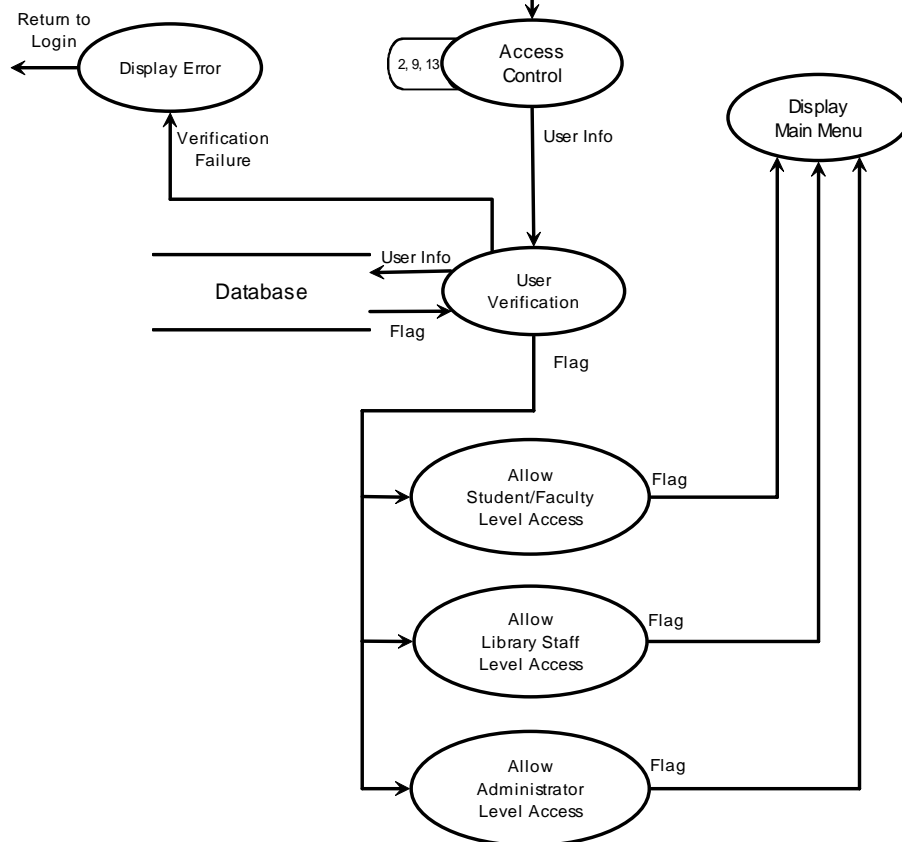 Return to
Login
Display Error
2, 9, 13
Access
Control
Display
Main Menu
User Info
Verification
Failure
User Info
Database
Flag
User
Verification
Flag
Allow
Student/Faculty
Level Access
Flag
Allow
Library Staff
Level Access
Flag
Allow
Administrator
Level Access
Flag